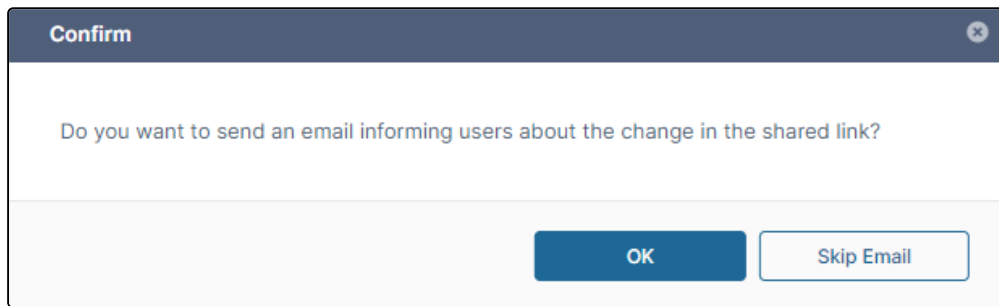 Confirm
Do you want to send an email informing users about the change in the shared link?
OK
Skip Email